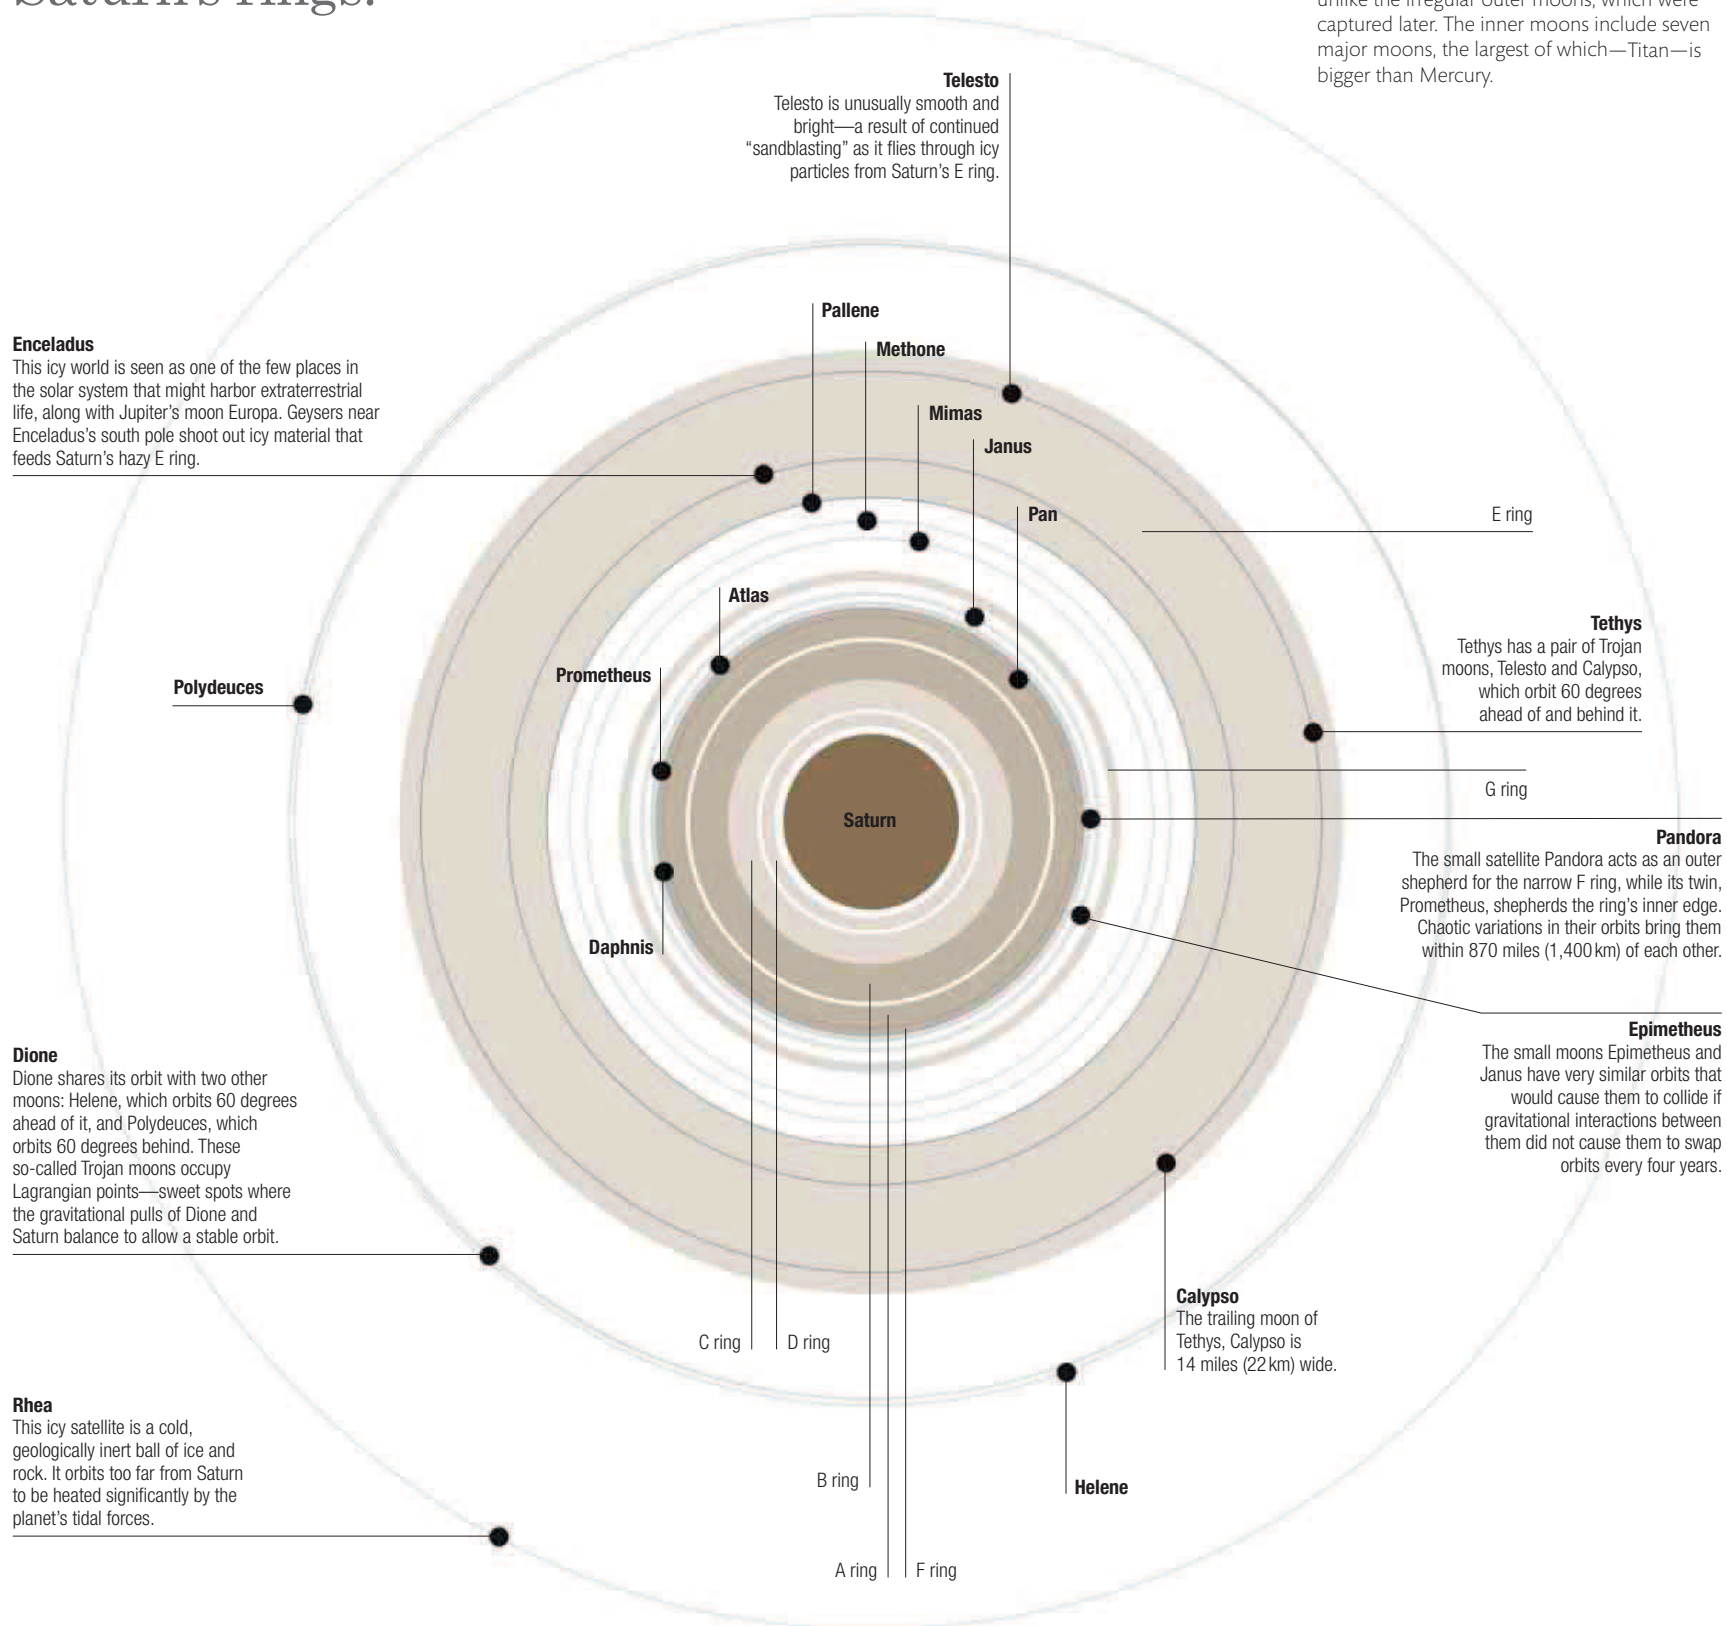 Saturn's rings.
unlike the irregular outer moons, which were
captured later. The inner moons include seven
major moons, the largest of which—Titan—is
bigger than Mercury.
Telesto
Telesto is unusually smooth and
bright—a result of continued
“sandblasting” as it flies through icy
particles from Saturn’s E ring.
Pallene
Methone
Mimas
Janus
Pan
Enceladus
This icy world is seen as one of the few places in
the solar system that might harbor extraterrestrial
life, along with Jupiter’s moon Europa. Geysers near
Enceladus’s south pole shoot out icy material that
feeds Saturn’s hazy E ring.
E ring
Atlas
Prometheus
Polydeuces
Tethys
Tethys has a pair of Trojan
moons, Telesto and Calypso,
which orbit 60 degrees
ahead of and behind it.
G ring
Saturn
Pandora
The small satellite Pandora acts as an outer
shepherd for the narrow F ring, while its twin,
Prometheus, shepherds the ring’s inner edge.
Chaotic variations in their orbits bring them
within 870 miles (1,400 km) of each other.
Daphnis
Epimetheus
The small moons Epimetheus and
Janus have very similar orbits that
would cause them to collide if
gravitational interactions between
them did not cause them to swap
orbits every four years.
Dione
Dione shares its orbit with two other
moons: Helene, which orbits 60 degrees
ahead of it, and Polydeuces, which
orbits 60 degrees behind. These
so-called Trojan moons occupy
Lagrangian points—sweet spots where
the gravitational pulls of Dione and
Saturn balance to allow a stable orbit.
Calypso
The trailing moon of
Tethys, Calypso is
14 miles (22 km) wide.
C ring
D ring
Rhea
This icy satellite is a cold,
geologically inert ball of ice and
rock. It orbits too far from Saturn
to be heated significantly by the
planet’s tidal forces.
B ring
Helene
A ring
F ring